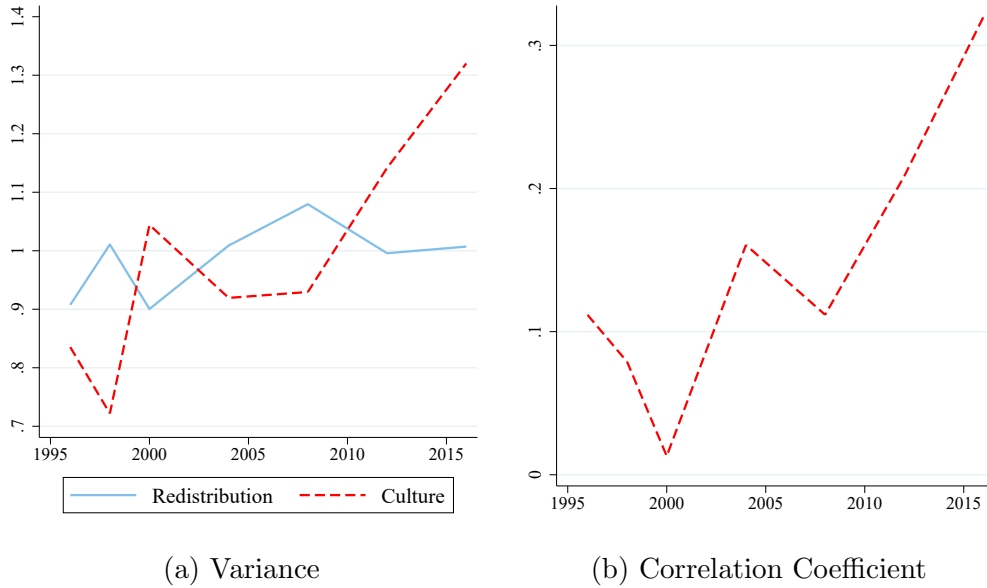 1.4
1.3
1.2
1.1
1
.9
.8
.7
1995 2000 2005 2010 2015
Redistribution Culture
(a) Variance
.3
.2
.1
0
1995 2000 2005 2010 2015
(b) Correlation Coefficient